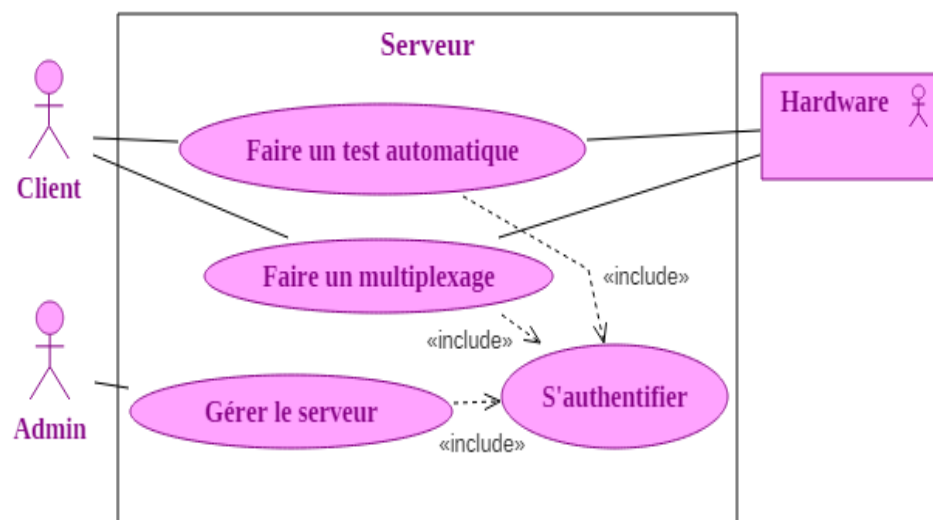 Serveur
Hardware
Faire un test automatique
Client
Faire un multiplexage
«include»
«include»
S'authentifier
Gérer le serveur
Admin
«include»